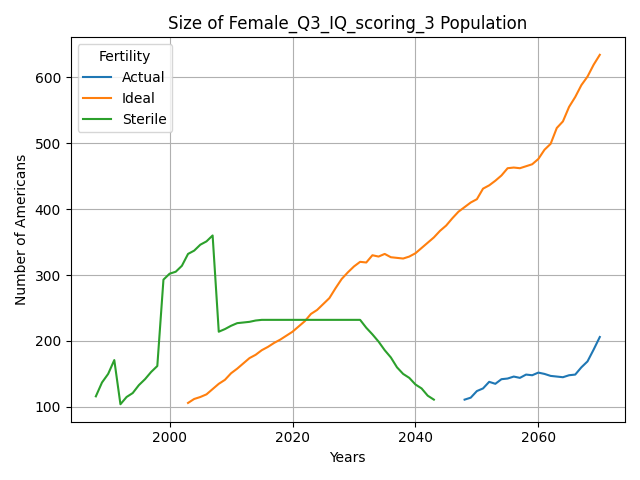 Size of Female_Q3_IQ_scoring_3 Population
Fertility
Actual
Ideal
Sterile
Number of Americans
600
500
400
300
200
100
2000
2020
2040
2060
Years